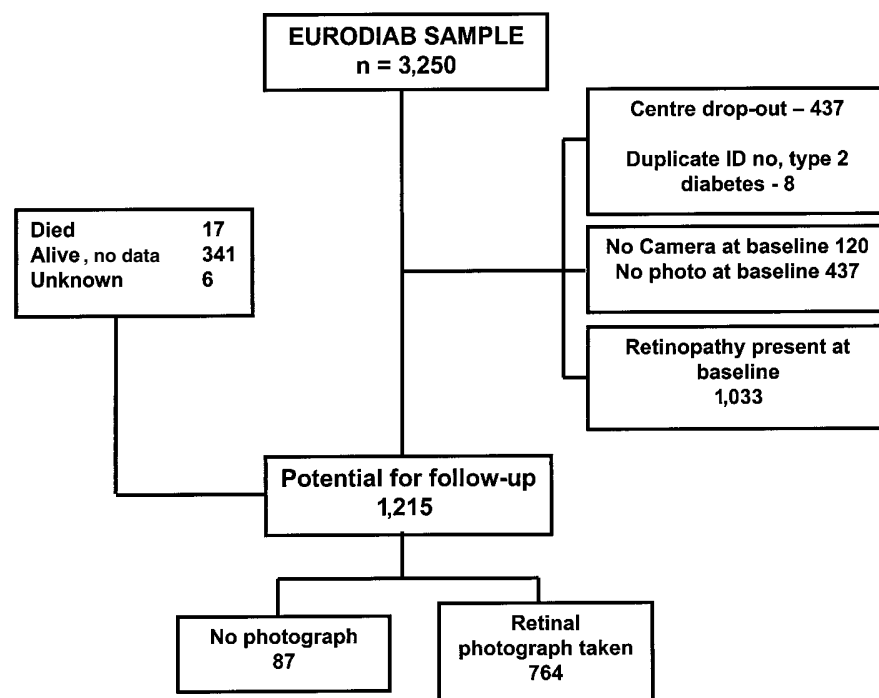 EURODIAB SAMPLE
n = 3,250
Centre drop-out – 437
Duplicate ID no, type 2
diabetes - 8
Died 17
Alive , no data 341
Unknown 6
No Camera at baseline 120
No photo at baseline 437
Retinopathy present at
baseline
1,033
Potential for follow-up
1,215
No photograph
87
Retinal
photograph taken
764